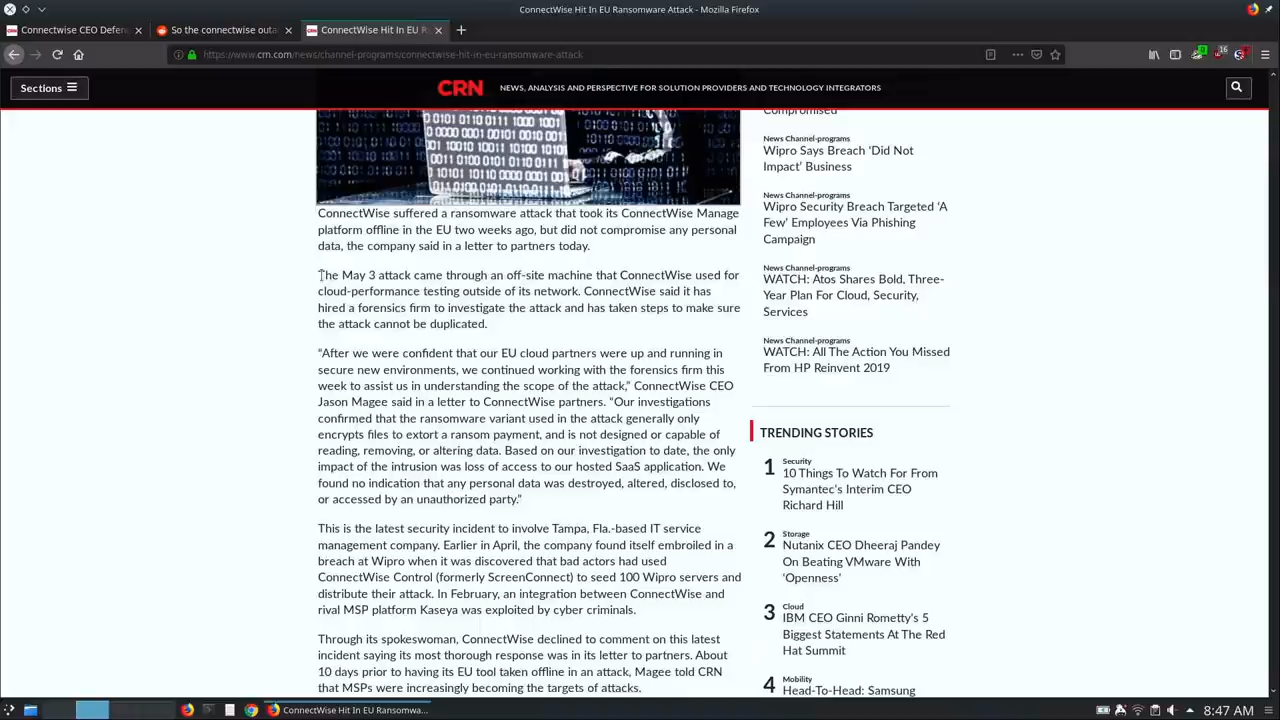 ConnectWise Hit In EU Ransomware Attack - Mozilla Firefox
Connectwise CEO Defen
So the connectwise outa
ConnectWise Hit In EU R
https://www.crn.com/news/channel-programs/connectwise-hit-in-eu-ransomware-attack
Sections
CRN
NEWS, ANALYSIS AND PERSPECTIVE FOR SOLUTION PROVIDERS AND TECHNOLOGY INTEGRATORS
ConnectWise suffered a ransomware attack that took its ConnectWise Manage
platform offline in the EU two weeks ago, but did not compromise any personal
data, the company said in a letter to partners today.
The May 3 attack came through an off-site machine that ConnectWise used for
cloud-performance testing outside of its network. ConnectWise said it has
hired a forensics firm to investigate the attack and has taken steps to make sure
the attack cannot be duplicated.
“After we were confident that our EU cloud partners were up and running in
secure new environments, we continued working with the forensics firm this
week to assist us in understanding the scope of the attack,” ConnectWise CEO
Jason Magee said in a letter to ConnectWise partners. “Our investigations
confirmed that the ransomware variant used in the attack generally only
encrypts files to extort a ransom payment, and is not designed or capable of
reading, removing, or altering data. Based on our investigation to date, the only
impact of the intrusion was loss of access to our hosted SaaS application. We
found no indication that any personal data was destroyed, altered, disclosed to,
or accessed by an unauthorized party.”
This is the latest security incident to involve Tampa, Fla.-based IT service
management company. Earlier in April, the company found itself embroiled in a
breach at Wipro when it was discovered that bad actors had used
ConnectWise Control (formerly ScreenConnect) to seed 100 Wipro servers and
distribute their attack. In February, an integration between ConnectWise and
rival MSP platform Kaseya was exploited by cyber criminals.
Through its spokeswoman, ConnectWise declined to comment on this latest
incident saying its most thorough response was in its letter to partners. About
10 days prior to having its EU tool taken offline in an attack, Magee told CRN
that MSPs were increasingly becoming the targets of attacks.
Compromised
News Channel-programs
Wipro Says Breach ‘Did Not
Impact’ Business
News Channel-programs
Wipro Security Breach Targeted ‘A
Few’ Employees Via Phishing
Campaign
News Channel-programs
WATCH: Atos Shares Bold, Three-
Year Plan For Cloud, Security,
Services
News Channel-programs
WATCH: All The Action You Missed
From HP Reinvent 2019
TRENDING STORIES
1
Security
10 Things To Watch For From
Symantec’s Interim CEO
Richard Hill
2
Storage
Nutanix CEO Dheeraj Pandey
On Beating VMware With
‘Openness’
3
Cloud
IBM CEO Ginni Rometty’s 5
Biggest Statements At The Red
Hat Summit
4
Mobility
Head-To-Head: Samsung
ConnectWise Hit In EU Ransomwa...
8:47 AM